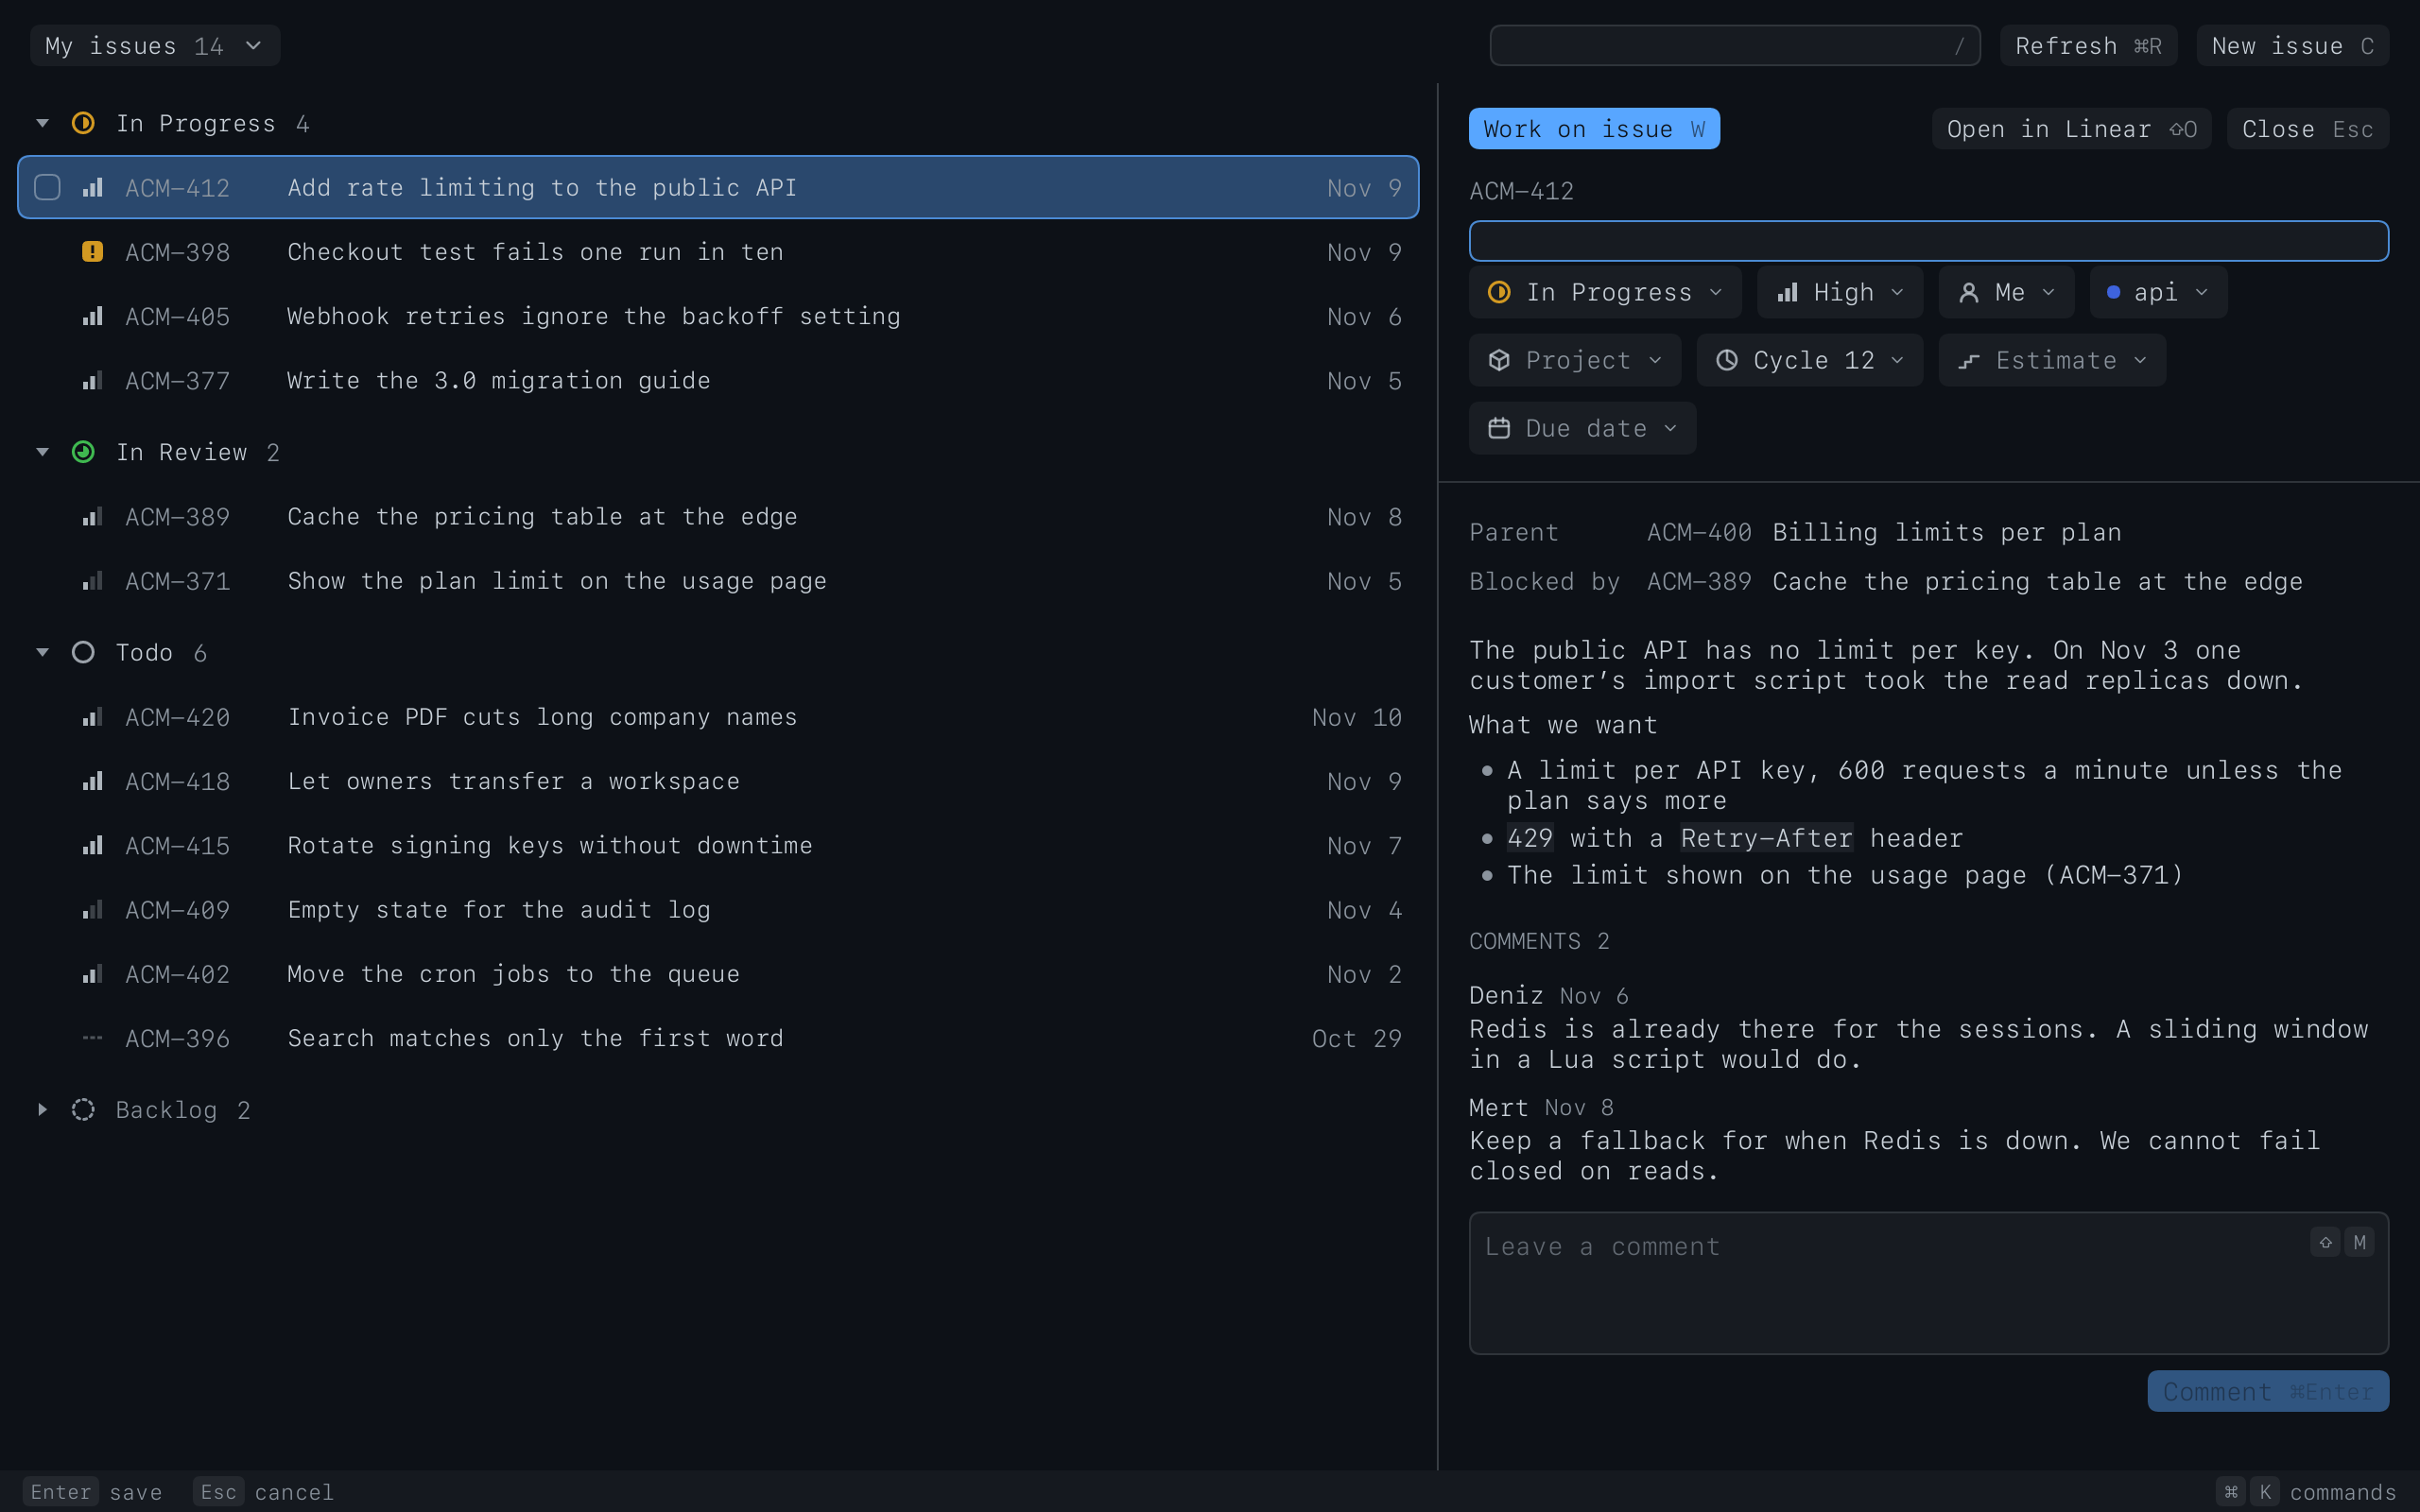 My issues 14
/
Refresh ⌘R
New issue C
In Progress 4
ACM-412 Add rate limiting to the public API Nov 9
ACM-398 Checkout test fails one run in ten Nov 9
ACM-405 Webhook retries ignore the backoff setting Nov 6
ACM-377 Write the 3.0 migration guide Nov 5
In Review 2
ACM-389 Cache the pricing table at the edge Nov 8
ACM-371 Show the plan limit on the usage page Nov 5
Todo 6
ACM-420 Invoice PDF cuts long company names Nov 10
ACM-418 Let owners transfer a workspace Nov 9
ACM-415 Rotate signing keys without downtime Nov 7
ACM-409 Empty state for the audit log Nov 4
ACM-402 Move the cron jobs to the queue Nov 2
ACM-396 Search matches only the first word Oct 29
Backlog 2
Work on issue W
Open in Linear ⇧O
Close Esc
ACM-412
In Progress High Me api
Project Cycle 12 Estimate
Due date
Parent ACM-400 Billing limits per plan
Blocked by ACM-389 Cache the pricing table at the edge
The public API has no limit per key. On Nov 3 one
customer’s import script took the read replicas down.
What we want
• A limit per API key, 600 requests a minute unless the
plan says more
• 429 with a Retry-After header
• The limit shown on the usage page (ACM-371)
COMMENTS 2
Deniz Nov 6
Redis is already there for the sessions. A sliding window
in a Lua script would do.
Mert Nov 8
Keep a fallback for when Redis is down. We cannot fail
closed on reads.
Leave a comment ⇧ M
Comment ⌘Enter
Enter save Esc cancel
⌘ K commands